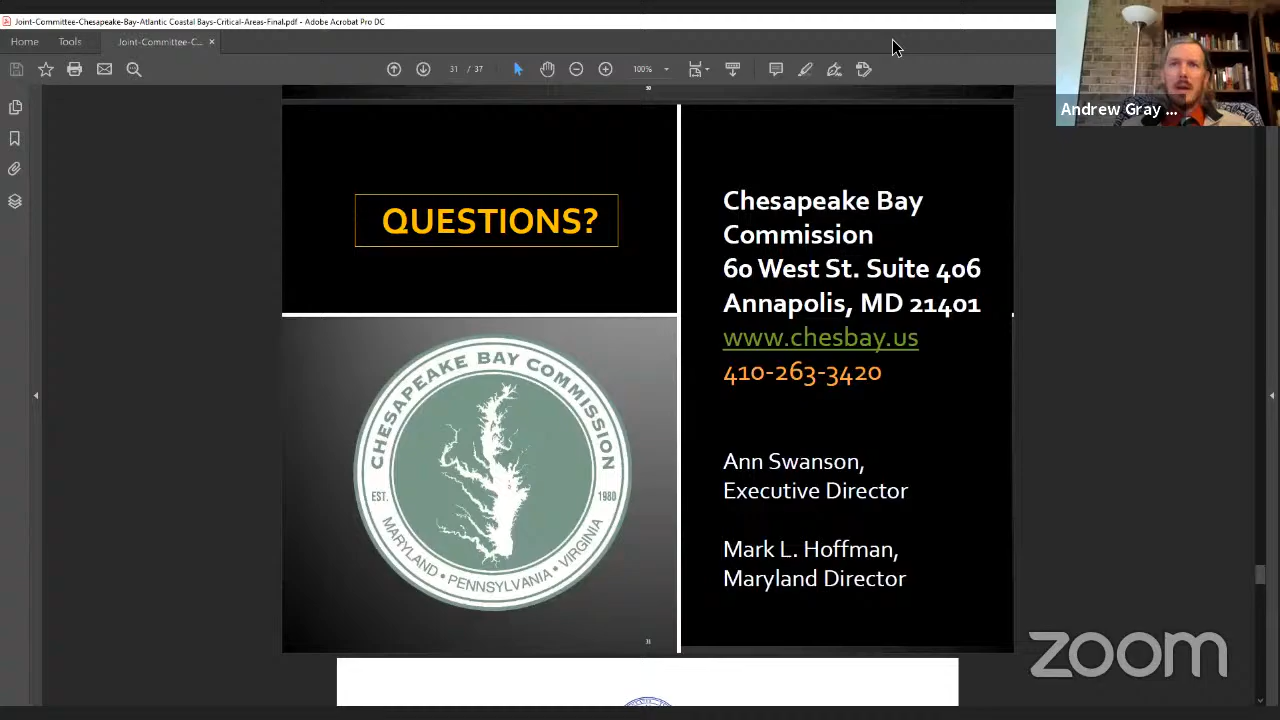 Joint-Committee-Chesapeake-Bay-Atlantic Coastal Bays-Critical-Areas-Final.pdf - Adobe Acrobat Pro DC
Home
Tools
Joint-Committee-C...
×
31 / 37
100%
Andrew Gray ...
30
QUESTIONS?
Chesapeake Bay
Commission
60 West St. Suite 406
Annapolis, MD 21401
www.chesbay.us
410-263-3420
CHESAPEAKE BAY COMMISSION
EST.
1980
MARYLAND • PENNSYLVANIA • VIRGINIA
Ann Swanson,
Executive Director
Mark L. Hoffman,
Maryland Director
31
zoom